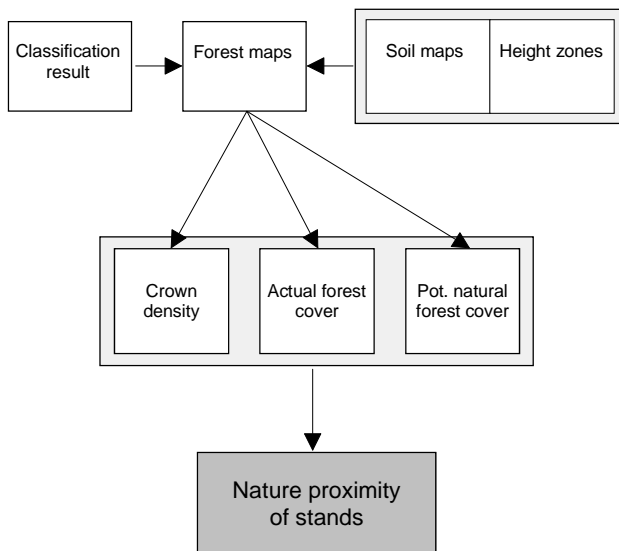 Classification
result
Forest maps
Soil maps
Height zones
Crown
density
Actual forest
cover
Pot. natural
forest cover
Nature proximity
of stands